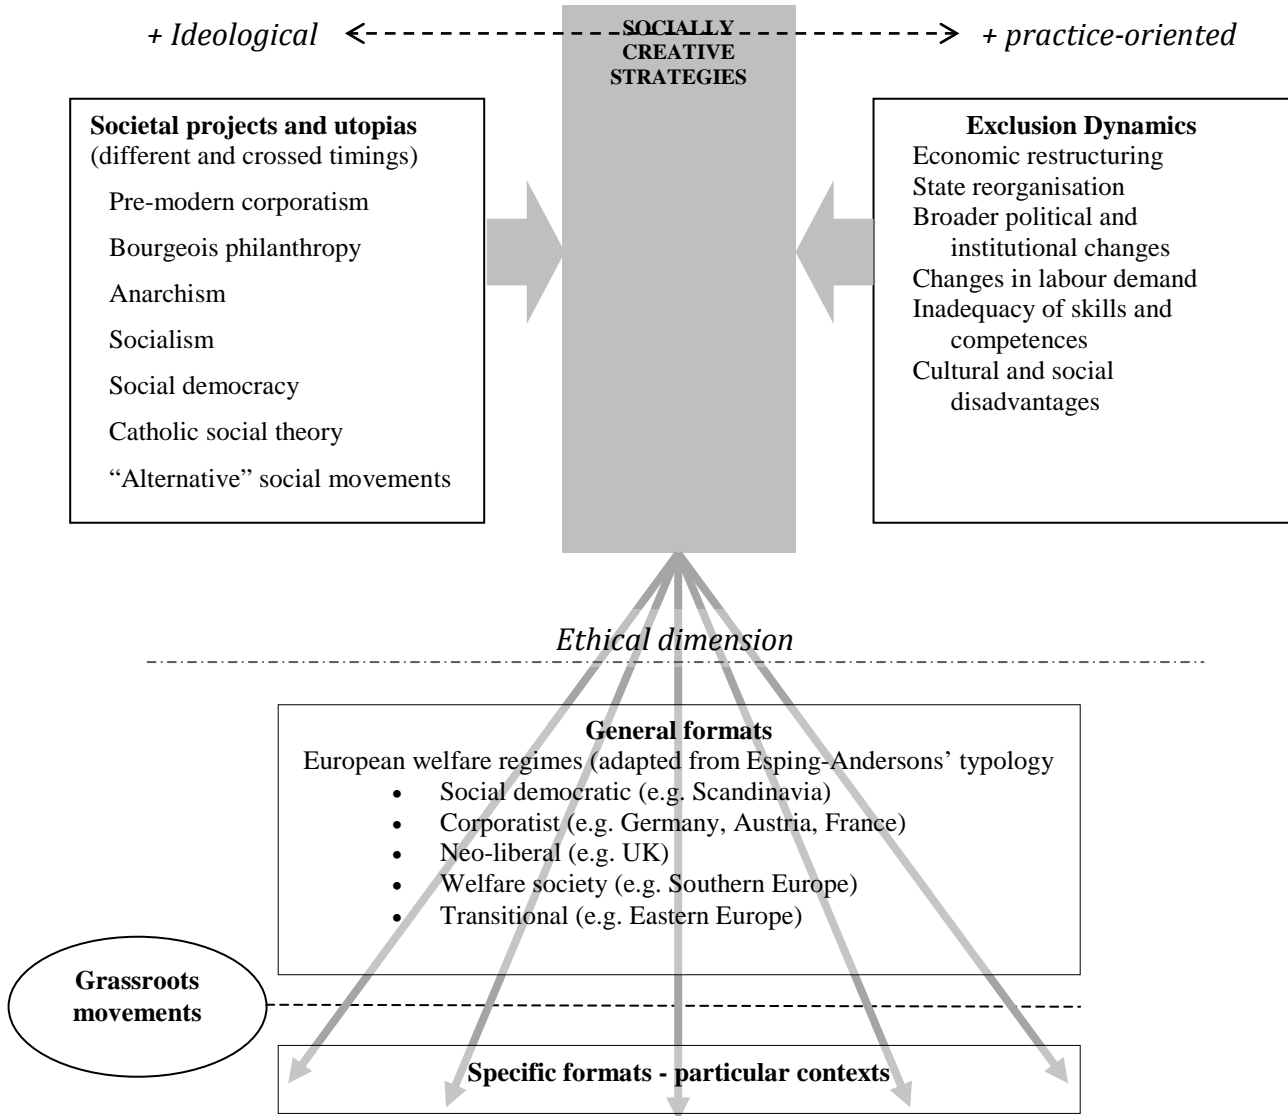 + Ideological
SOCIALLY
CREATIVE
STRATEGIES
+ practice-oriented
Societal projects and utopias
(different and crossed timings)
Pre-modern corporatism
Bourgeois philanthropy
Anarchism
Socialism
Social democracy
Catholic social theory
“Alternative” social movements
Exclusion Dynamics
Economic restructuring
State reorganisation
Broader political and
institutional changes
Changes in labour demand
Inadequacy of skills and
competences
Cultural and social
disadvantages
Ethical dimension
General formats
European welfare regimes (adapted from Esping-Andersons’ typology
• Social democratic (e.g. Scandinavia)
• Corporatist (e.g. Germany, Austria, France)
• Neo-liberal (e.g. UK)
• Welfare society (e.g. Southern Europe)
• Transitional (e.g. Eastern Europe)
Grassroots
movements
Specific formats - particular contexts